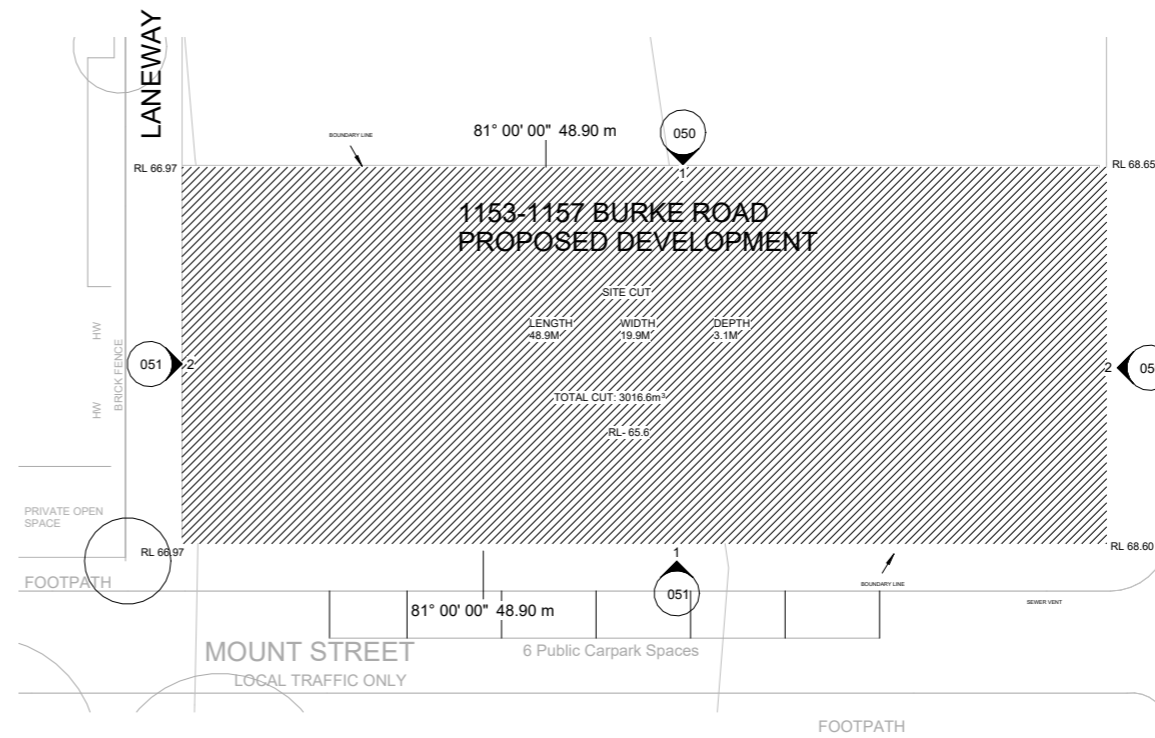 LANEWAY
BOUNDARY LINE
81° 00' 00" 48.90 m
050
1
RL 66.97
RL 68.65
1153-1157 BURKE ROAD
PROPOSED DEVELOPMENT
SITE CUT
LENGTH WIDTH DEPTH
48.9M 19.9M 3.1M
HW
BRICK FENCE
051
2
2
05
HW
TOTAL CUT: 3016.6m³
RL- 65.6
PRIVATE OPEN
SPACE
RL 66.97
1
RL 68.60
FOOTPATH
BOUNDARY LINE
051
SEWER VENT
81° 00' 00" 48.90 m
MOUNT STREET
6 Public Carpark Spaces
LOCAL TRAFFIC ONLY
FOOTPATH